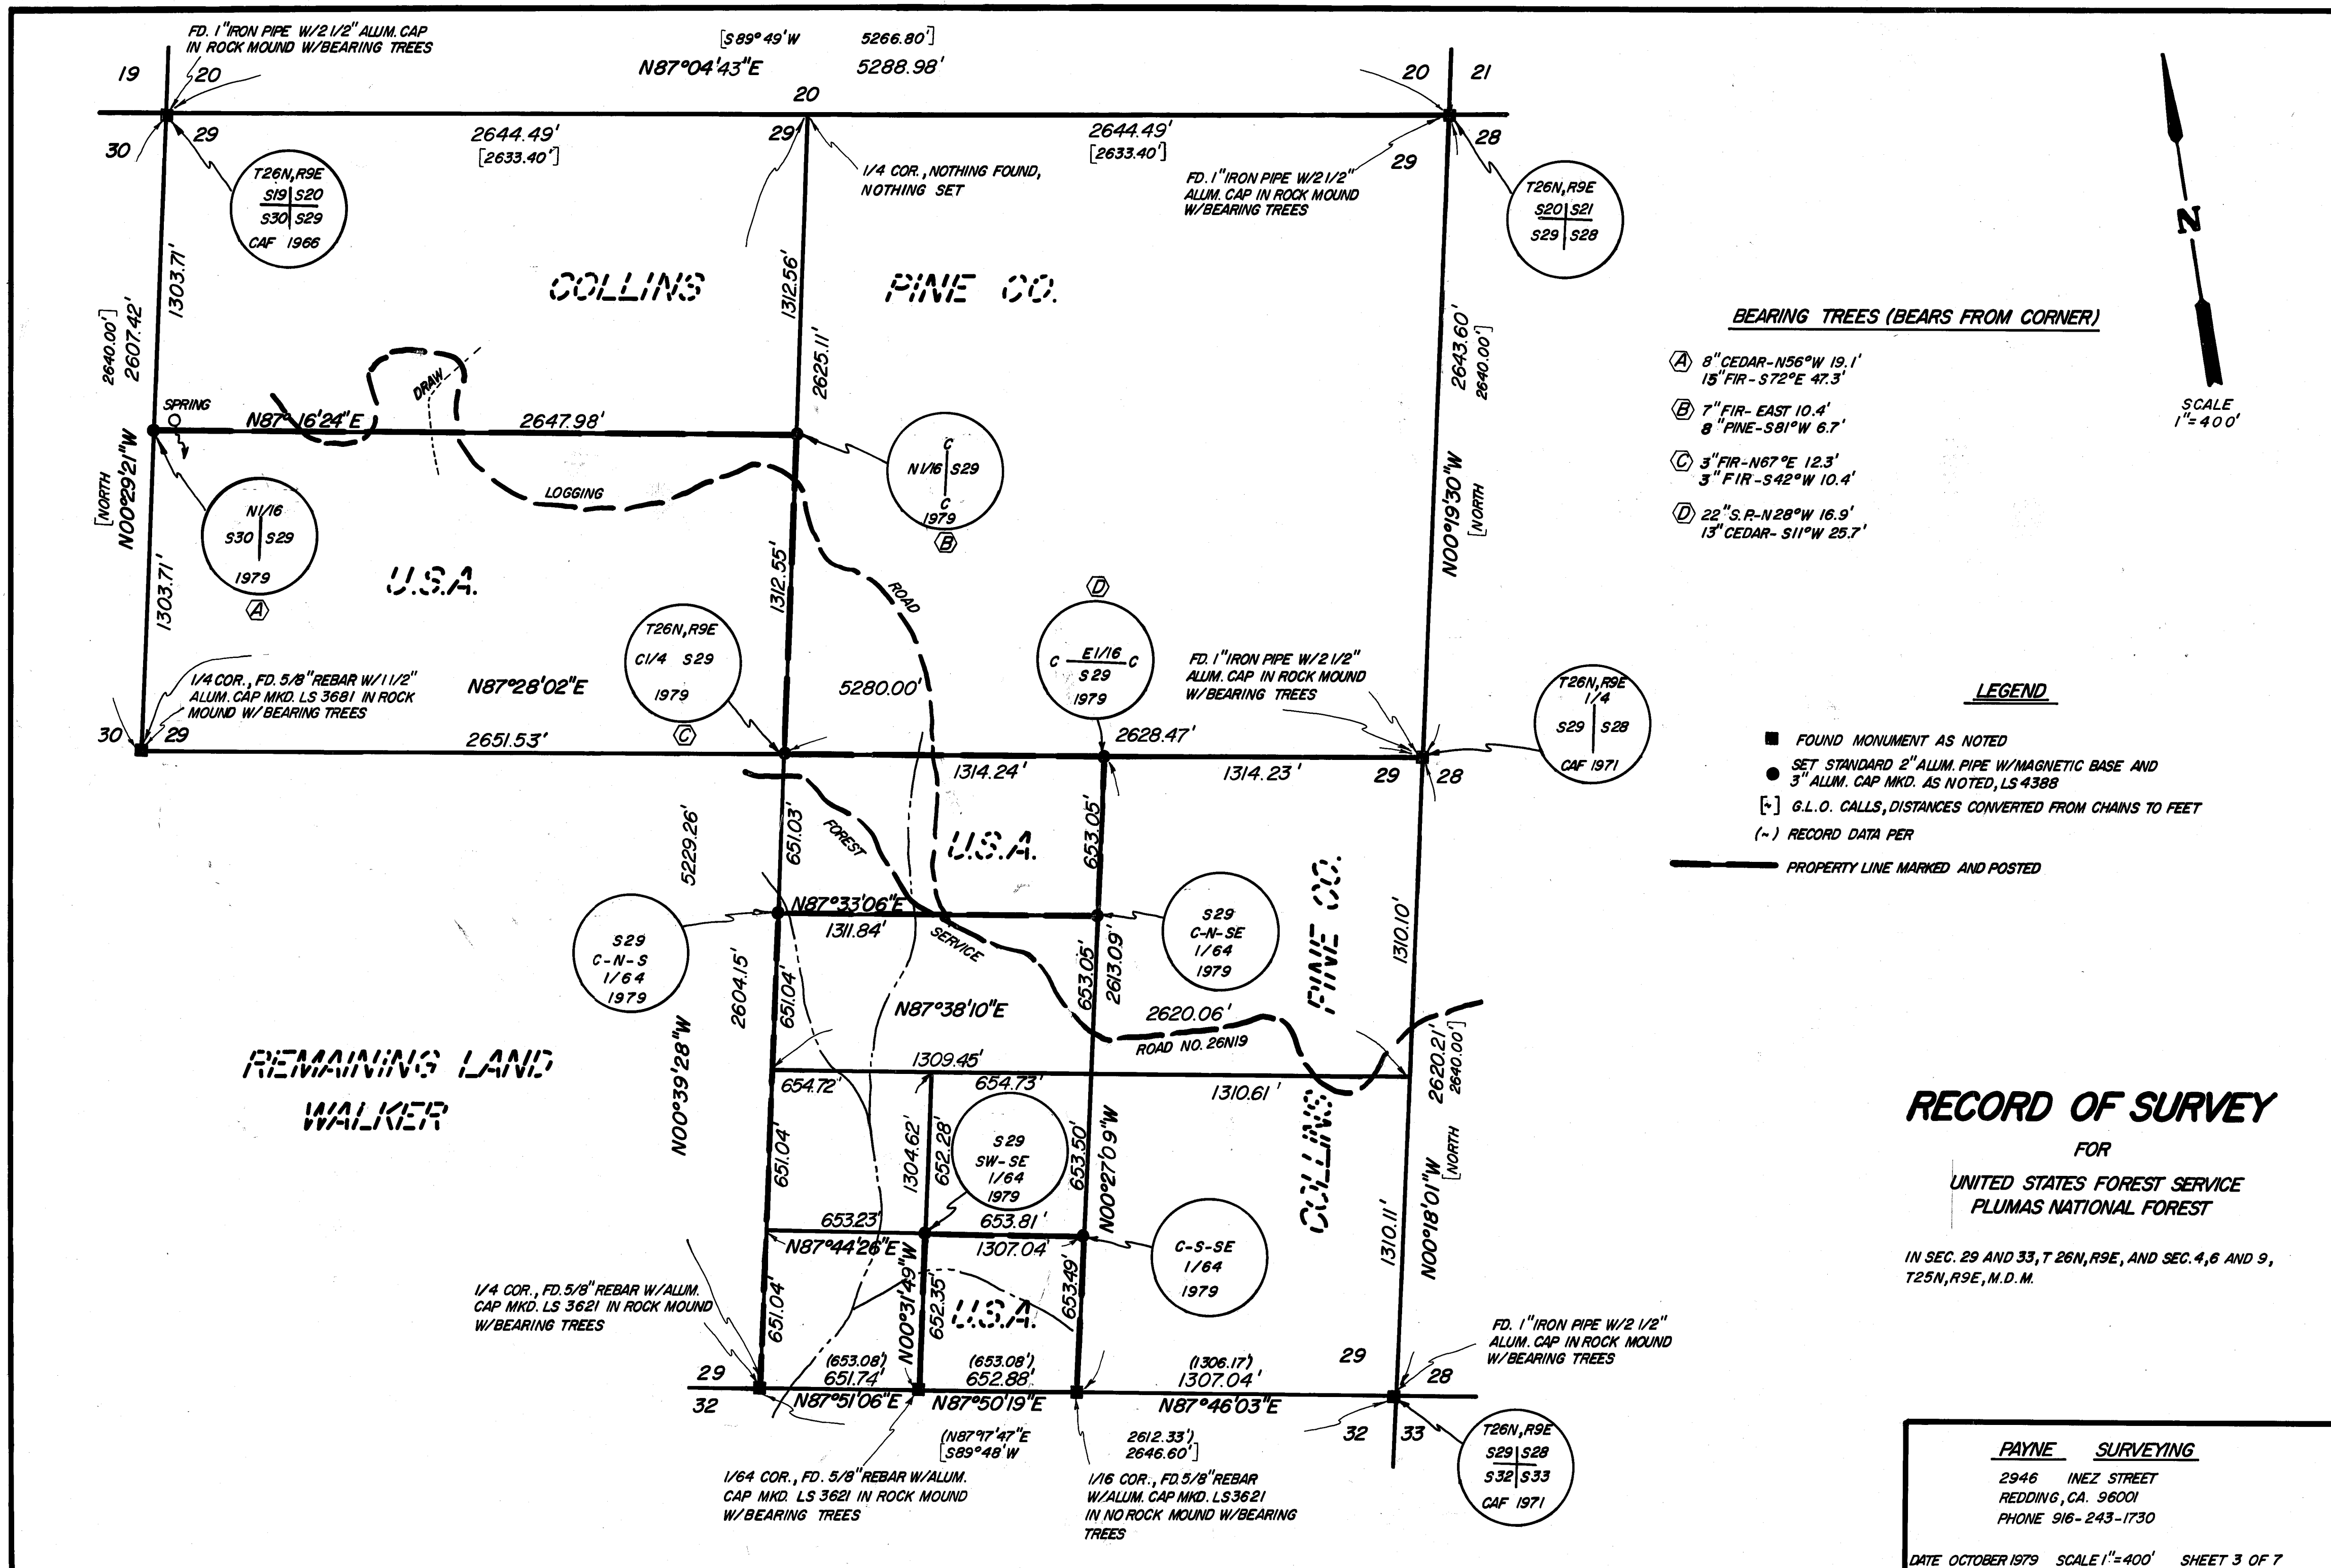 FD. 1" IRON PIPE W/2 1/2" ALUM. CAP
IN ROCK MOUND W/BEARING TREES
[S 89° 49' W 5266.80']
N87°04'43"E 5288.98'
19
20
20
20
21
30
29
29
29
28
2644.49'
[2633.40']
2644.49'
[2633.40']
1/4 COR., NOTHING FOUND,
NOTHING SET
FD. 1" IRON PIPE W/2 1/2"
ALUM. CAP IN ROCK MOUND
W/BEARING TREES
T26N, R9E
S19 S20
S30 S29
CAF 1966
T26N, R9E
S20 S21
S29 S28
N
SCALE
1"=400'
1303.71'
2640.00']
2607.42'
[NORTH
N00°29'21"W
1303.71'
COLLINS PINE CO.
1312.56'
2625.11'
1312.55'
2643.60'
2640.00']
N00°19'30"W
[NORTH
BEARING TREES (BEARS FROM CORNER)
A 8" CEDAR-N56°W 19.1'
15" FIR-S72°E 47.3'
B 7" FIR- EAST 10.4'
8" PINE-S81°W 6.7'
C 3" FIR-N67°E 12.3'
3" FIR-S42°W 10.4'
D 22" S.P.-N28°W 16.9'
13" CEDAR- S11°W 25.7'
DRAW
SPRING
N87°16'24"E
2647.98'
LOGGING
ROAD
C
N1/16 S29
C
1979
B
N1/16
S30 S29
1979
A
U.S.A.
T26N, R9E
C1/4 S29
1979
C
D
C E1/16 C
S29
1979
FD. 1" IRON PIPE W/2 1/2"
ALUM. CAP IN ROCK MOUND
W/BEARING TREES
T26N, R9E
1/4
S29 S28
CAF 1971
1/4 COR., FD. 5/8" REBAR W/1 1/2"
ALUM. CAP MKD. LS 3681 IN ROCK
MOUND W/ BEARING TREES
N87°28'02"E
5280.00'
30
29
2651.53'
2628.47'
1314.24'
1314.23'
29
28
LEGEND
FOUND MONUMENT AS NOTED
SET STANDARD 2" ALUM. PIPE W/MAGNETIC BASE AND
3" ALUM. CAP MKD. AS NOTED, LS 4388
[~] G.L.O. CALLS, DISTANCES CONVERTED FROM CHAINS TO FEET
(~) RECORD DATA PER
PROPERTY LINE MARKED AND POSTED
5229.26'
651.03'
FOREST
U.S.A.
653.05'
N87°33'06"E
1311.84'
SERVICE
S29
C-N-S
1/64
1979
S29
C-N-SE
1/64
1979
PINE CO.
1310.10'
2604.15'
651.04'
653.05'
2613.09'
N87°38'10"E
2620.06'
ROAD NO. 26N19
2620.21'
2640.00']
REMAINING LAND
WALKER
N00°39'28"W
1309.45'
654.72'
654.73'
1310.61'
COLLINS
651.04'
1304.62'
652.28'
S29
SW-SE
1/64
1979
653.50'
N00°27'09"W
N00°18'01"W
[NORTH
1310.11'
653.23'
N87°44'26"E
653.81'
1307.04'
C-S-SE
1/64
1979
651.04'
N00°31'49"W
652.35'
U.S.A.
653.49'
1/4 COR., FD. 5/8" REBAR W/ALUM.
CAP MKD. LS 3621 IN ROCK MOUND
W/BEARING TREES
FD. 1" IRON PIPE W/2 1/2"
ALUM. CAP IN ROCK MOUND
W/BEARING TREES
29
32
(653.08')
651.74'
N87°51'06"E
(653.08')
652.88'
N87°50'19"E
(1306.17')
1307.04'
N87°46'03"E
29
28
32
33
(N87°17'47"E 2612.33')
[S89°48'W 2646.60']
T26N, R9E
S29 S28
S32 S33
CAF 1971
1/64 COR., FD. 5/8" REBAR W/ALUM.
CAP MKD. LS 3621 IN ROCK MOUND
W/BEARING TREES
1/16 COR., FD. 5/8" REBAR
W/ALUM. CAP MKD. LS3621
IN NO ROCK MOUND W/BEARING
TREES
RECORD OF SURVEY
FOR
UNITED STATES FOREST SERVICE
PLUMAS NATIONAL FOREST
IN SEC. 29 AND 33, T 26N, R9E, AND SEC. 4, 6 AND 9,
T25N, R9E, M.D.M.
PAYNE SURVEYING
2946 INEZ STREET
REDDING, CA. 96001
PHONE 916-243-1730
DATE OCTOBER 1979 SCALE 1"=400' SHEET 3 OF 7